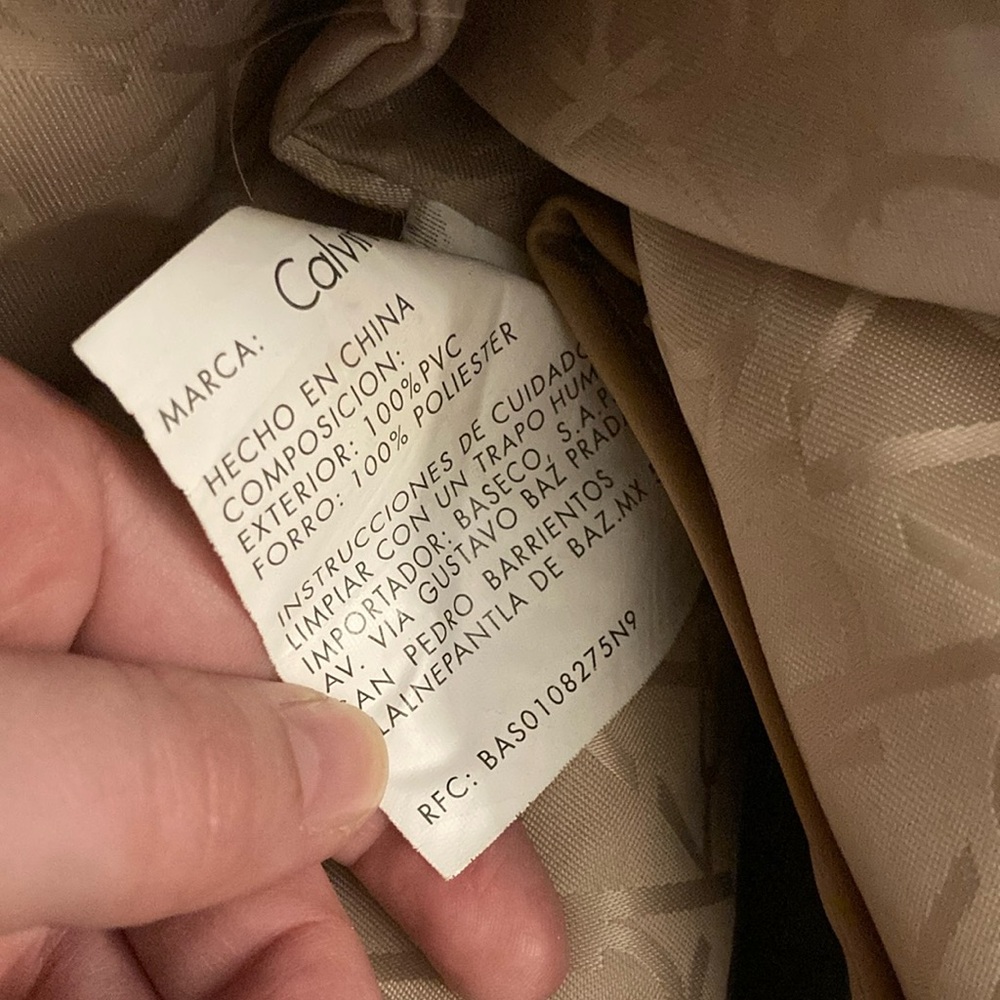 MARCA: Calvin
HECHO EN CHINA
COMPOSICION:
EXTERIOR: 100%PVC
FORRO: 100% POLIESTER
INSTRUCCIONES DE CUIDADO
LIMPIAR CON UN TRAPO HUM
IMPORTADOR: BASECO, S.A.P
AV. VIA GUSTAVO BAZ PRAD
SAN PEDRO BARRIENTOS
LALNEPANTLA DE BAZ.MX
RFC: BAS0108275N9